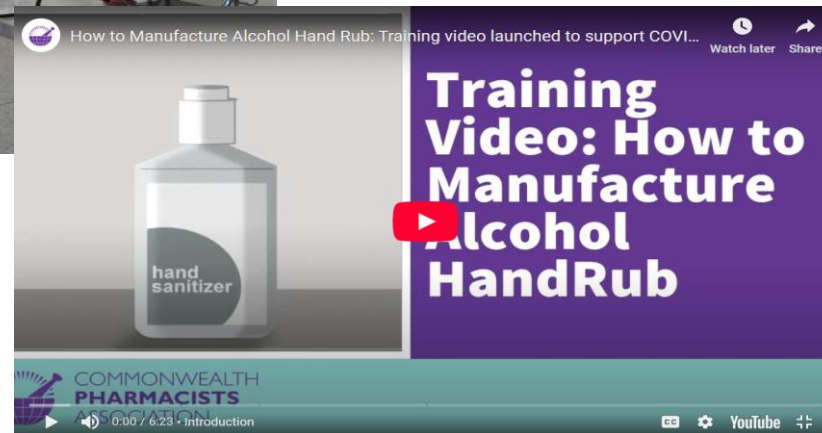 How to Manufacture Alcohol Hand Rub: Training video launched to support COVI...
Watch later
Share
Training
Video: How to
Manufacture
Alcohol
HandRub
hand
sanitizer
COMMONWEALTH
PHARMACISTS
ASSOCIATION
0:00 / 6:23 • Introduction
CC
YouTube